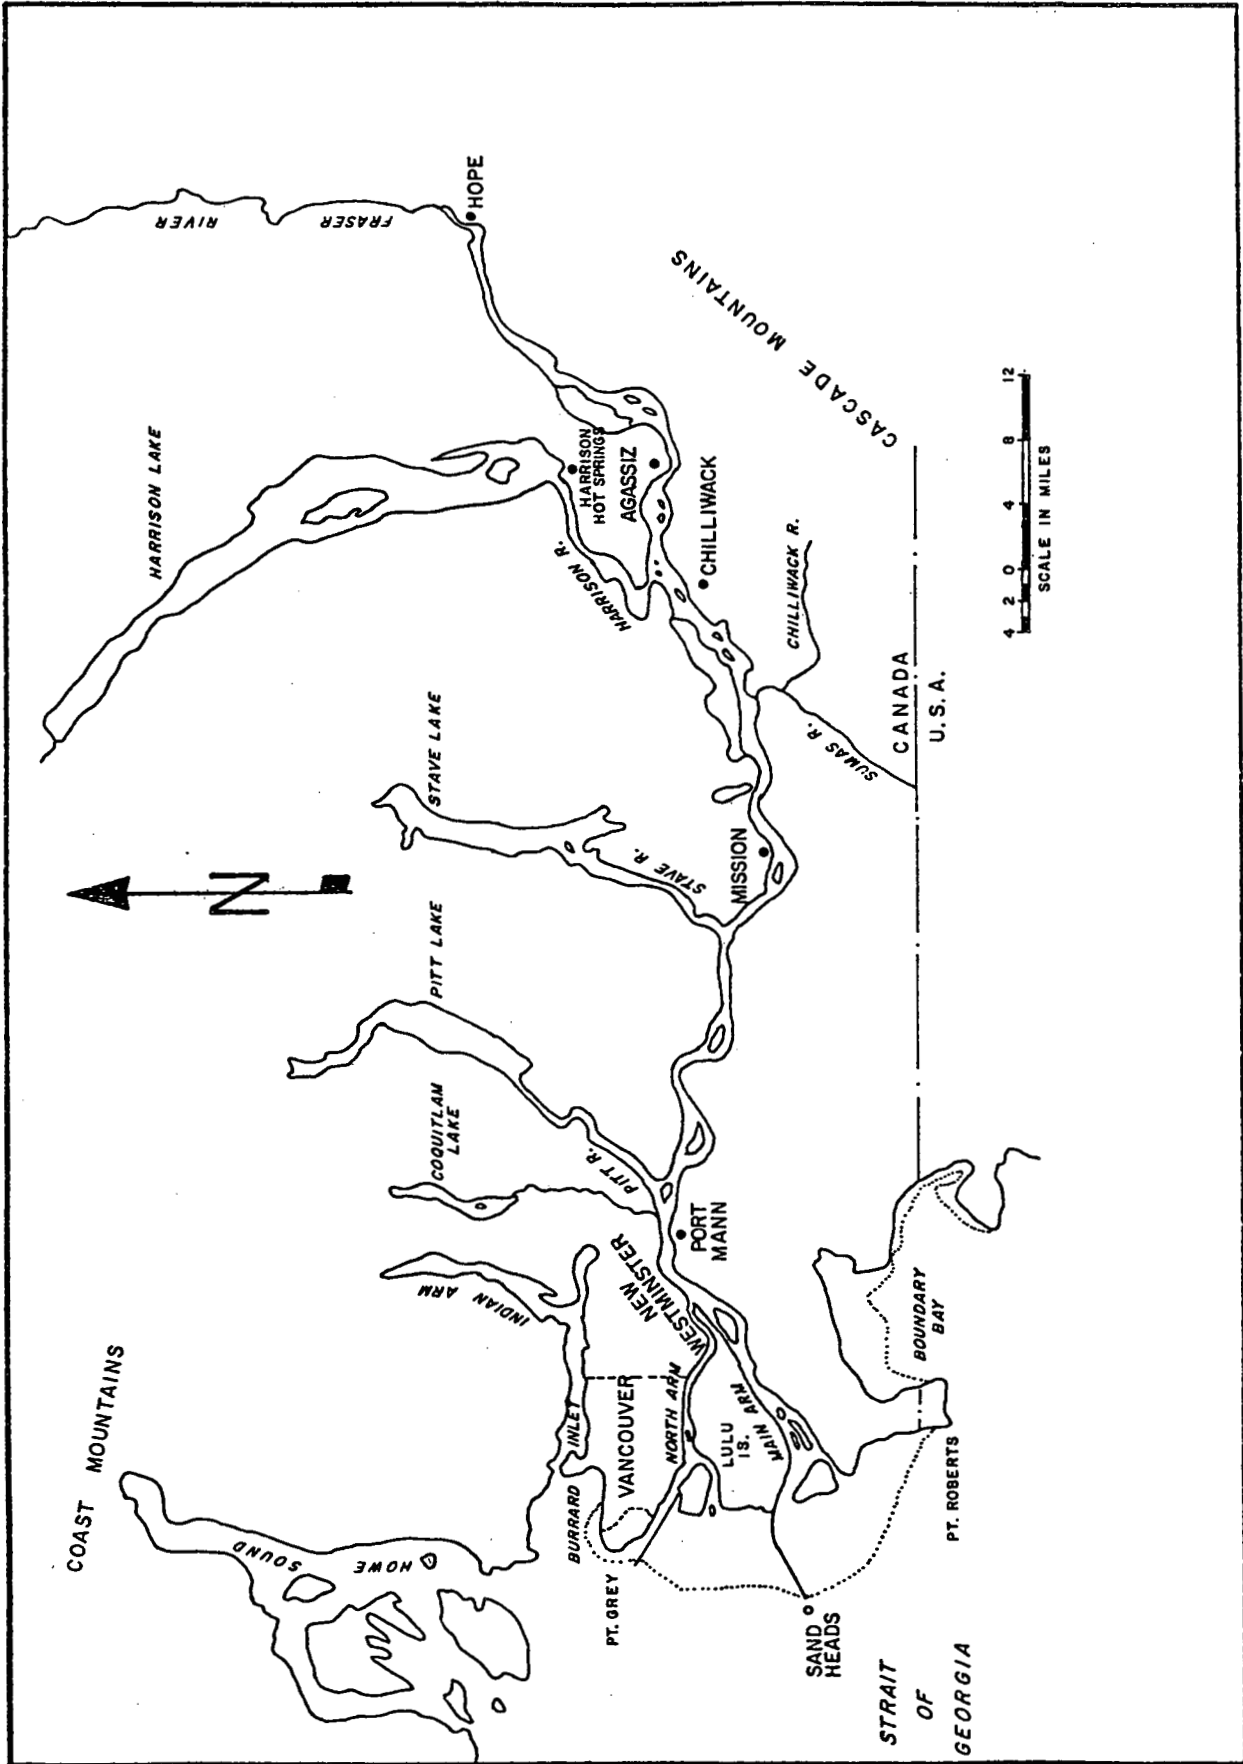 COAST MOUNTAINS
HOWE SOUND
INDIAN ARM
COQUITLAM
LAKE
PITT LAKE
STAVE LAKE
HARRISON LAKE
RIVER
FRASER
HOPE
N
BURRARD INLET
PT. GREY
VANCOUVER
NORTH ARM
NEW
WESTMINSTER
LULU
IS.
MAIN ARM
PITT R.
PORT
MANN
STAVE R.
MISSION
HARRISON R.
HARRISON
HOT SPRINGS
AGASSIZ
CHILLIWACK
CHILLIWACK R.
SUMAS R.
CASCADE MOUNTAINS
CANADA
U.S.A.
BOUNDARY
BAY
PT. ROBERTS
SAND
HEADS
STRAIT
OF
GEORGIA
4 2 0 4 8 12
SCALE IN MILES